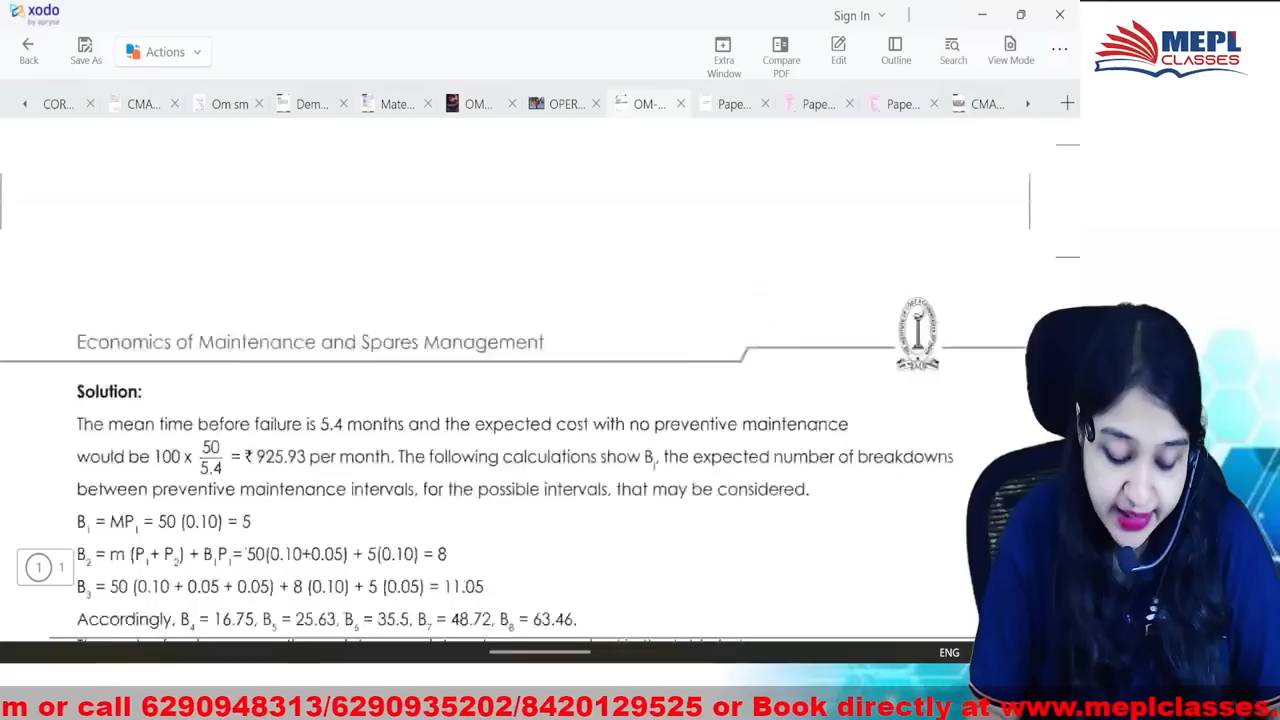 xodo
by apryse
Sign In
Back
Save As
Actions
Extra Window
Compare PDF
Edit
Outline
Search
View Mode
COR...
CMA...
Om sm
Dem...
Mate...
OM...
OPER...
OM-...
Pape...
Pape...
Pape...
CMA...
MEPL
CLASSES
Economics of Maintenance and Spares Management
Solution:
The mean time before failure is 5.4 months and the expected cost with no preventive maintenance
would be 100 x 50/5.4 = ₹ 925.93 per month. The following calculations show Bᵢ, the expected number of breakdowns
between preventive maintenance intervals, for the possible intervals, that may be considered.
B₁ = MP₁ = 50 (0.10) = 5
B₂ = m (P₁ + P₂) + B₁P₁ = 50(0.10+0.05) + 5(0.10) = 8
B₃ = 50 (0.10 + 0.05 + 0.05) + 8 (0.10) + 5 (0.05) = 11.05
Accordingly, B₄ = 16.75, B₅ = 25.63, B₆ = 35.5, B₇ = 48.72, B₈ = 63.46.
1 1
ENG
m or call 6290948313/6290935202/8420129525 or Book directly at www.meplclasses.